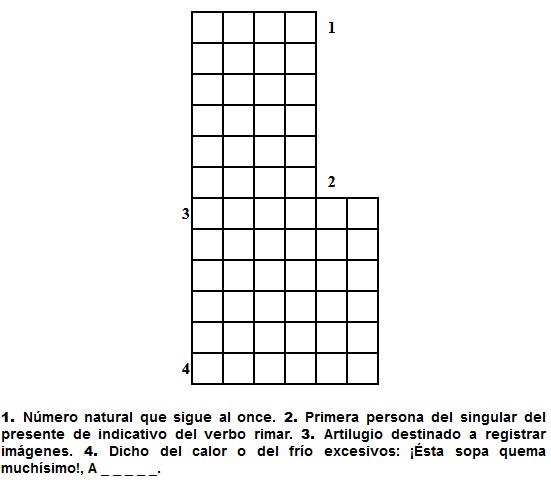 1
2
3
4
1. Número natural que sigue al once. 2. Primera persona del singular del
presente de indicativo del verbo rimar. 3. Artilugio destinado a registrar
imágenes. 4. Dicho del calor o del frío excesivos: ¡Ésta sopa quema
muchísimo!, A _ _ _ _ _.